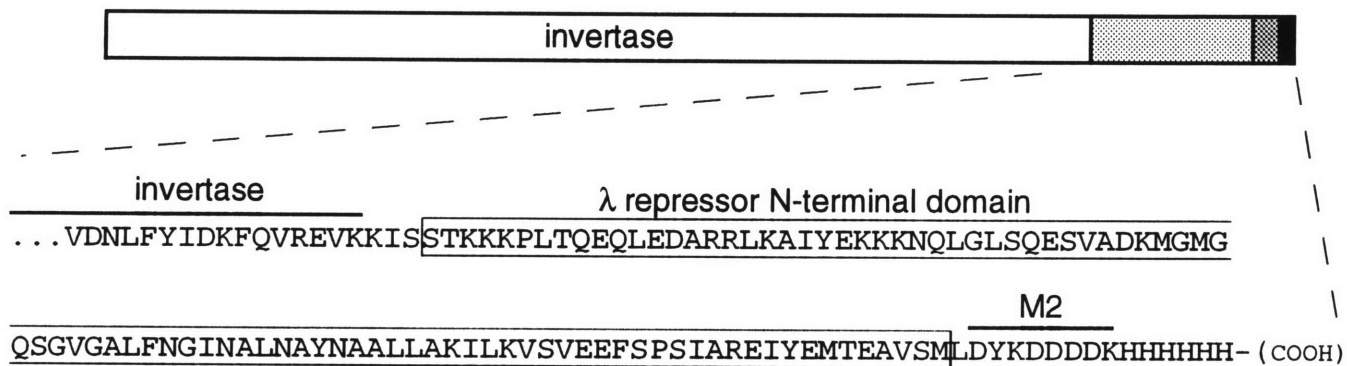 invertase
invertase
λ repressor N-terminal domain
...VDNLFYIDKFQVREVKKISSTKKKPLTQEQLEDARRLKAIYEKKKNQLGLSQESVADKMGMG
M2
QSGVGALFNGINALNAYNAALLAKILKVSVEEFSPSIAREIYEMTEAVSMLDYKDDDDKHHHHHH-(COOH)